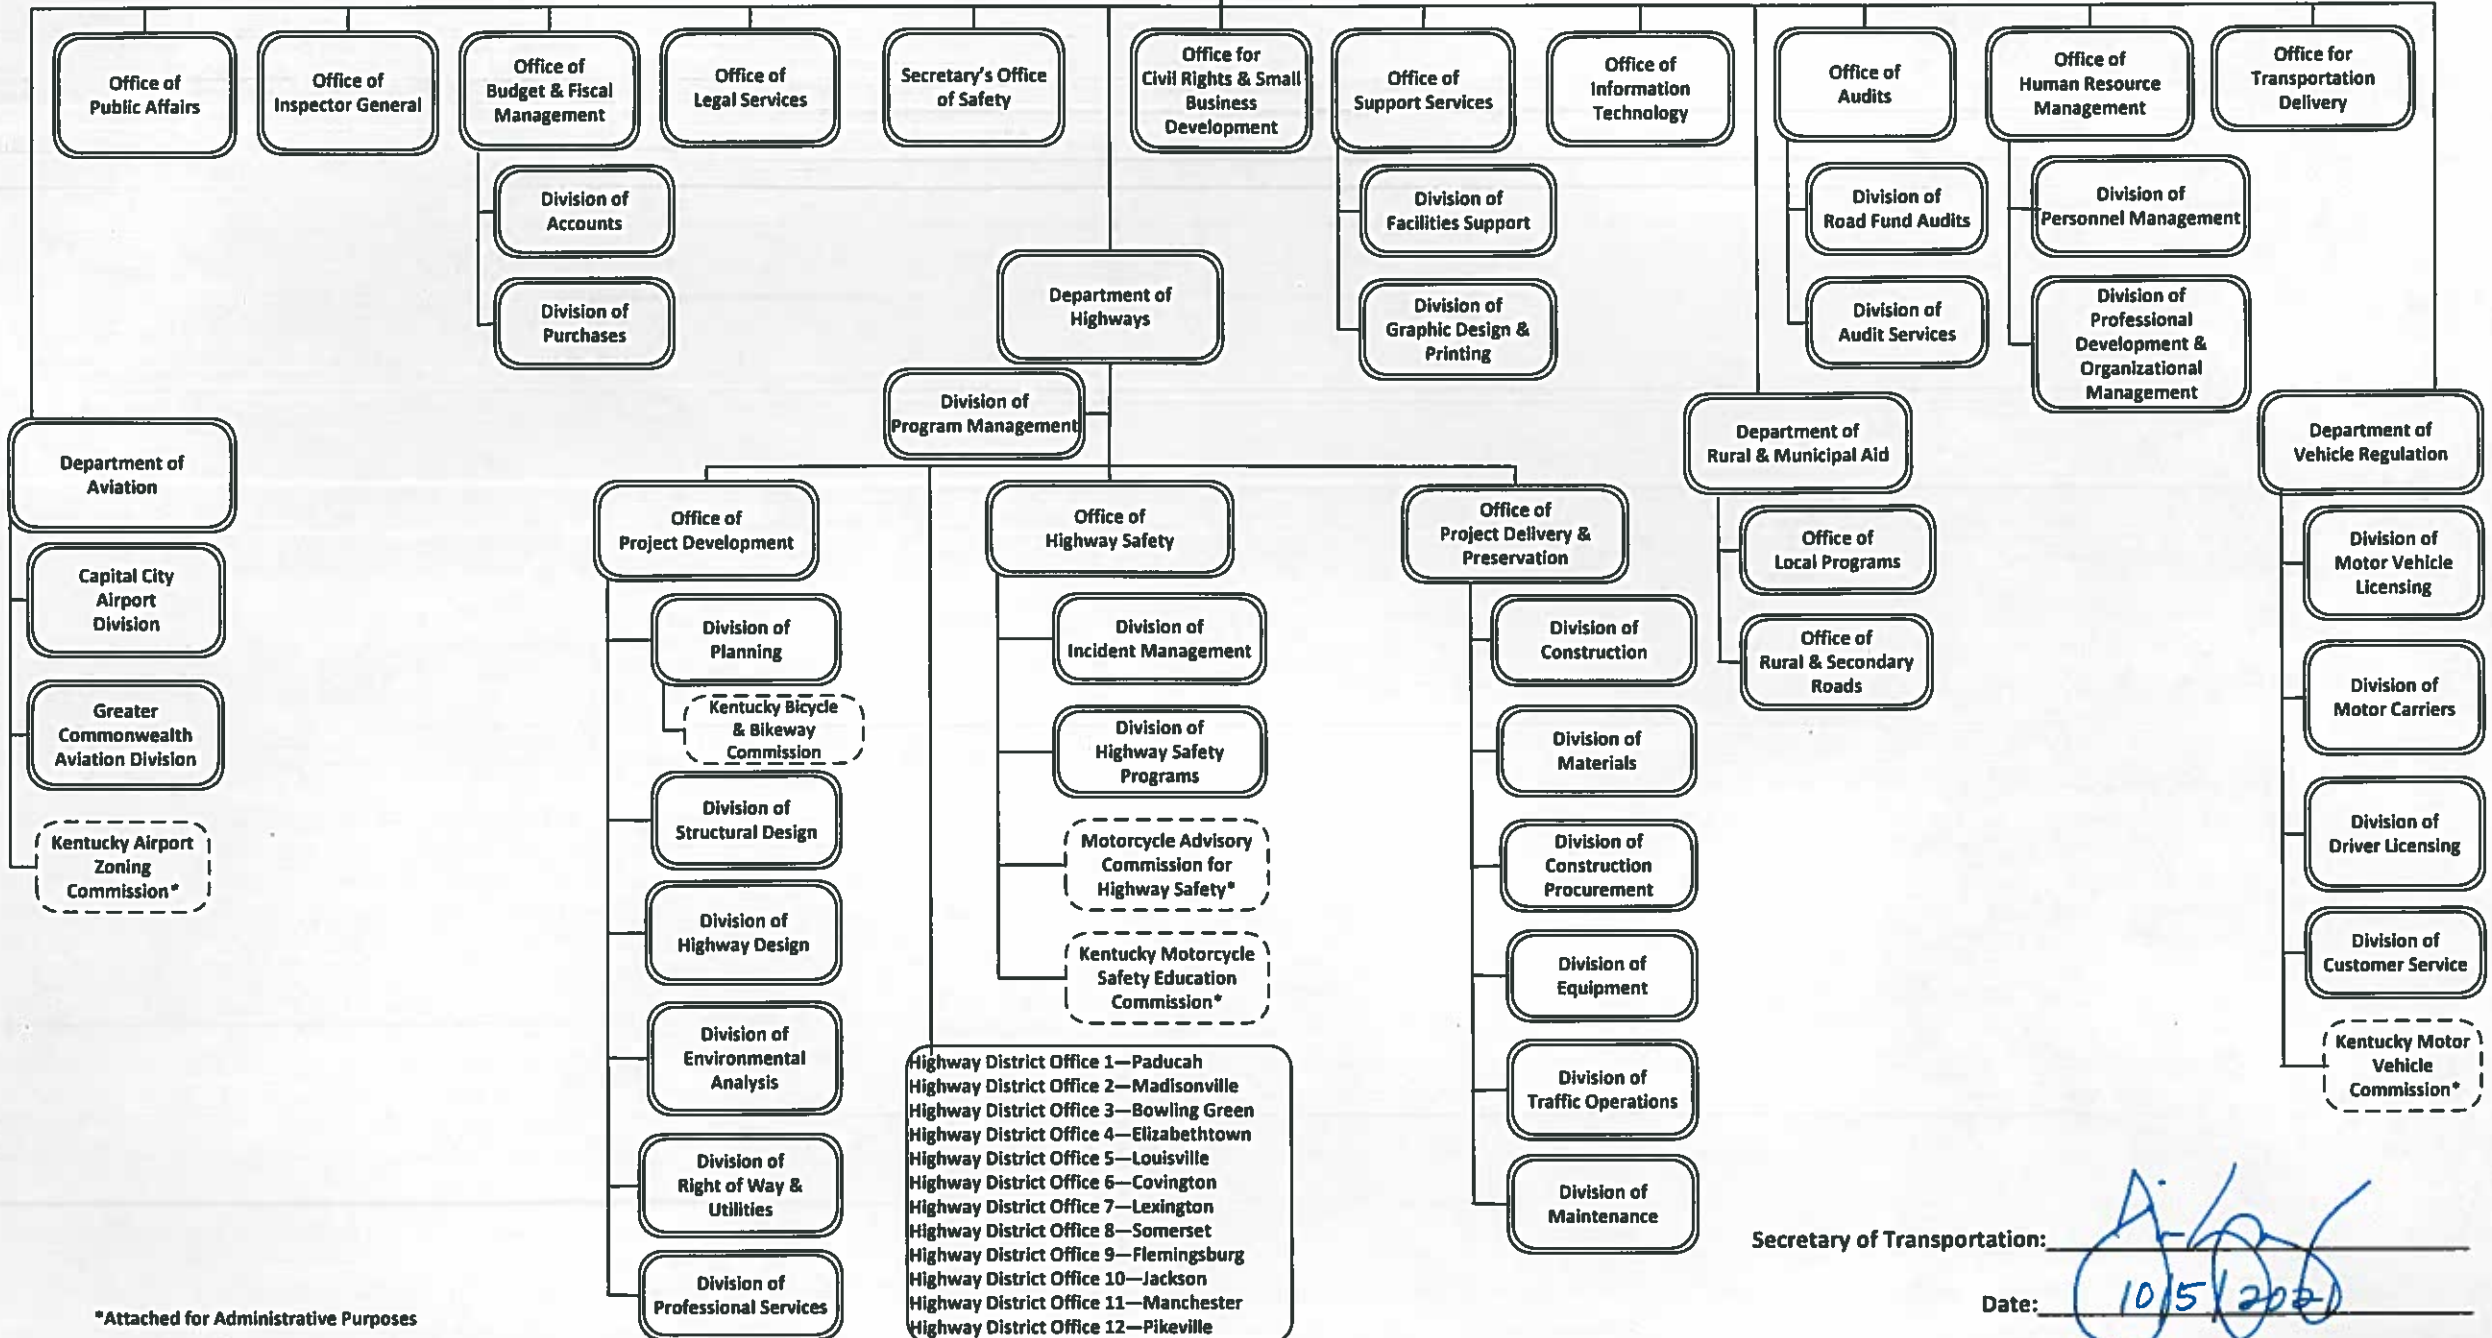 Office of
Public Affairs
Office of
Inspector General
Office of
Budget & Fiscal
Management
Office of
Legal Services
Secretary's Office
of Safety
Office for
Civil Rights & Small
Business
Development
Office of
Support Services
Office of
Information
Technology
Office of
Audits
Office of
Human Resource
Management
Office for
Transportation
Delivery
Division of
Accounts
Division of
Purchases
Division of
Facilities Support
Division of
Graphic Design &
Printing
Division of
Road Fund Audits
Division of
Audit Services
Division of
Personnel Management
Division of
Professional
Development &
Organizational
Management
Department of
Highways
Division of
Program Management
Department of
Aviation
Capital City
Airport
Division
Greater
Commonwealth
Aviation Division
Kentucky Airport
Zoning
Commission*
Office of
Project Development
Division of
Planning
Kentucky Bicycle
& Bikeway
Commission
Division of
Structural Design
Division of
Highway Design
Division of
Environmental
Analysis
Division of
Right of Way &
Utilities
Division of
Professional Services
Office of
Highway Safety
Division of
Incident Management
Division of
Highway Safety
Programs
Motorcycle Advisory
Commission for
Highway Safety*
Kentucky Motorcycle
Safety Education
Commission*
Highway District Office 1—Paducah
Highway District Office 2—Madisonville
Highway District Office 3—Bowling Green
Highway District Office 4—Elizabethtown
Highway District Office 5—Louisville
Highway District Office 6—Covington
Highway District Office 7—Lexington
Highway District Office 8—Somerset
Highway District Office 9—Flemingsburg
Highway District Office 10—Jackson
Highway District Office 11—Manchester
Highway District Office 12—Pikeville
Office of
Project Delivery &
Preservation
Division of
Construction
Division of
Materials
Division of
Construction
Procurement
Division of
Equipment
Division of
Traffic Operations
Division of
Maintenance
Department of
Rural & Municipal Aid
Office of
Local Programs
Office of
Rural & Secondary
Roads
Department of
Vehicle Regulation
Division of
Motor Vehicle
Licensing
Division of
Motor Carriers
Division of
Driver Licensing
Division of
Customer Service
Kentucky Motor
Vehicle
Commission*
*Attached for Administrative Purposes
Secretary of Transportation:
Date: